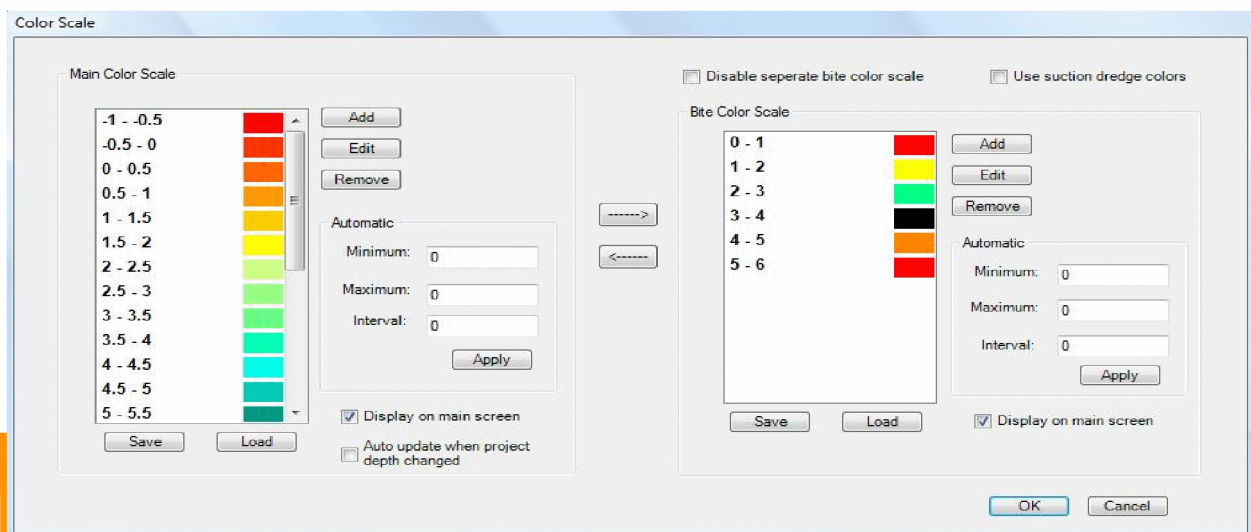 Color Scale
Main Color Scale
-1 - -0.5
-0.5 - 0
0 - 0.5
0.5 - 1
1 - 1.5
1.5 - 2
2 - 2.5
2.5 - 3
3 - 3.5
3.5 - 4
4 - 4.5
4.5 - 5
5 - 5.5
Add
Edit
Remove
Automatic
Minimum: 0
Maximum: 0
Interval: 0
Apply
Display on main screen
Auto update when project
depth changed
Save Load
------>
<------
Disable seperate bite color scale
Use suction dredge colors
Bite Color Scale
0 - 1
1 - 2
2 - 3
3 - 4
4 - 5
5 - 6
Add
Edit
Remove
Automatic
Minimum: 0
Maximum: 0
Interval: 0
Apply
Save Load
Display on main screen
OK Cancel